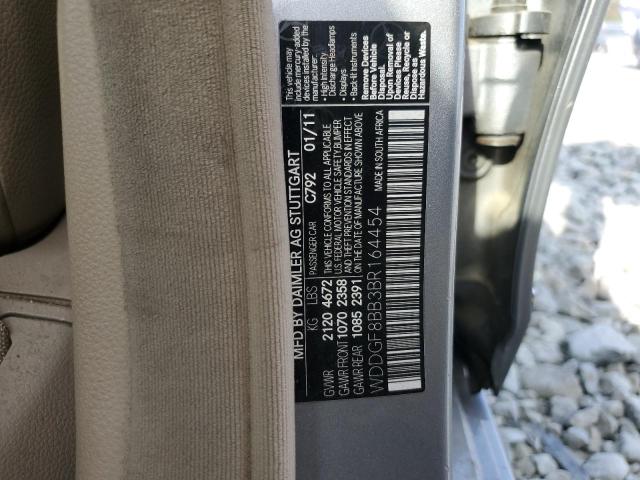 This vehicle may
include mercury-added
devices installed by the
manufacturer:
• High Intensity
Discharge Headlamps
• Displays
• Back-lit Instruments
Remove Devices
Before Vehicle
Disposal.
Upon Removal of
Devices Please
Reuse, Recycle or
Dispose as
Hazardous Waste.
MFD BY DAIMLER AG STUTTGART
PASSENGER CAR C792 01/11
KG LBS
GVWR 2120 4672
GAWR FRONT 1070 2358
GAWR REAR 1085 2391
THIS VEHICLE CONFORMS TO ALL APPLICABLE
U.S. FEDERAL MOTOR VEHICLE SAFETY BUMPER
AND THEFT PREVENTION STANDARDS IN EFFECT
ON THE DATE OF MANUFACTURE SHOWN ABOVE
MADE IN SOUTH AFRICA
WDDGF8BB3BR164454